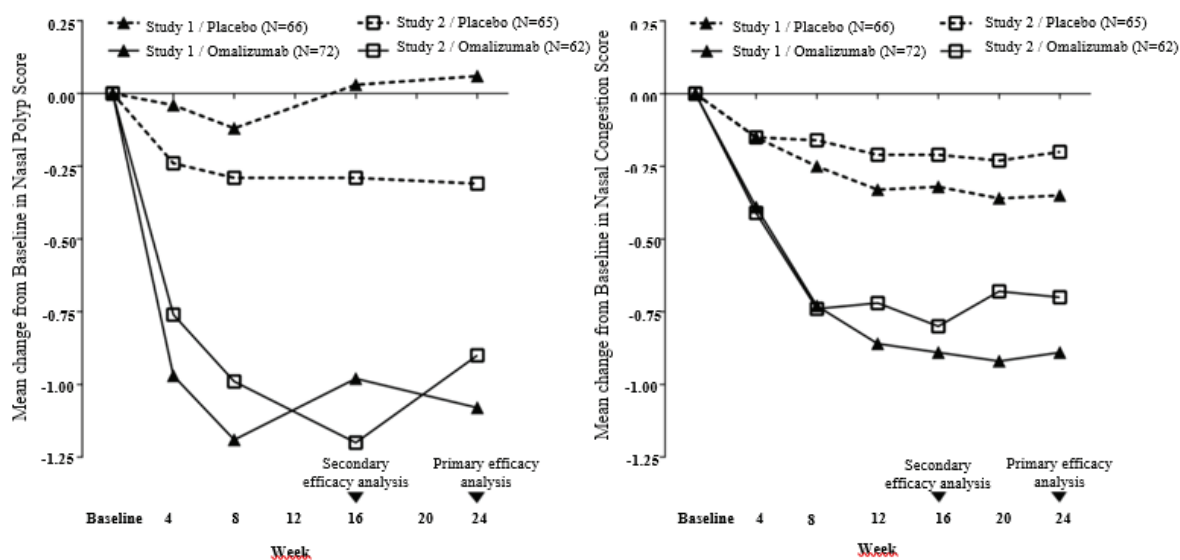 Mean change from Baseline in Nasal Polyp Score
0.25
0.00
-0.25
-0.50
-0.75
-1.00
-1.25
Study 1 / Placebo (N=66)
Study 2 / Placebo (N=65)
Study 1 / Omalizumab (N=72)
Study 2 / Omalizumab (N=62)
Secondary
efficacy analysis
Primary efficacy
analysis
Baseline 4 8 12 16 20 24
Week
Mean change from Baseline in Nasal Congestion Score
0.25
0.00
-0.25
-0.50
-0.75
-1.00
-1.25
Study 1 / Placebo (N=66)
Study 2 / Placebo (N=65)
Study 1 / Omalizumab (N=72)
Study 2 / Omalizumab (N=62)
Secondary
efficacy analysis
Primary efficacy
analysis
Baseline 4 8 12 16 20 24
Week